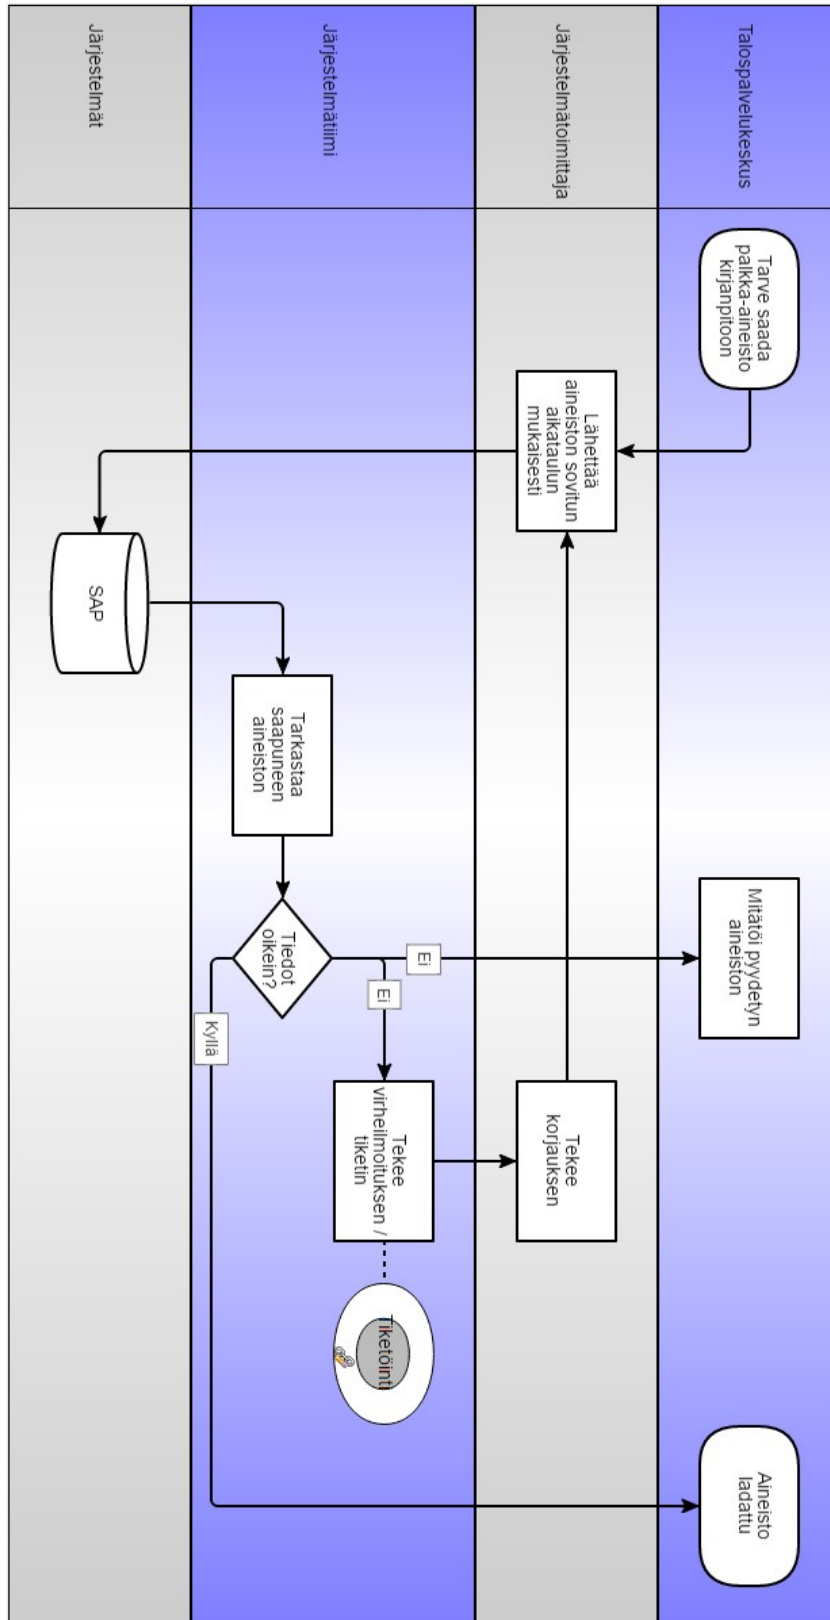 Talospalvelukeskus
Tarve saada
palkka-aineisto
kirjanpitoon
Mitätöi pyydetyn
aineiston
Aineisto
ladattu
Järjestelmätoimittaja
Lähettää
aineiston sovitun
aikataulun
mukaisesti
Tekee
korjauksen
Järjestelmätiimi
Tarkastaa
saapuneen
aineiston
Tiedot
oikein?
Ei
Ei
Kyllä
Tekee
virheilmoituksen /
tiketin
Tiketöinti
Järjestelmät
SAP